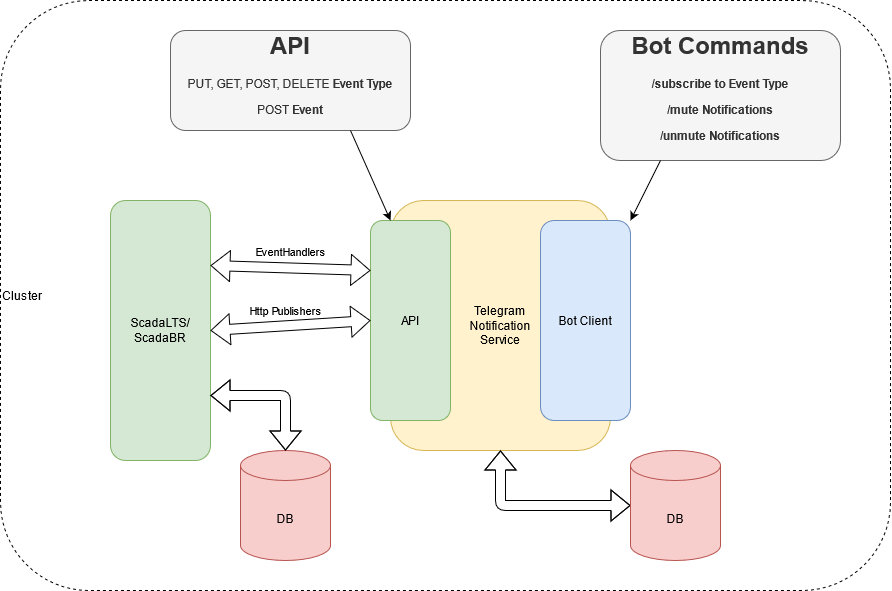 API
PUT, GET, POST, DELETE Event Type
POST Event
Bot Commands
/subscribe to Event Type
/mute Notifications
/unmute Notifications
Cluster
ScadaLTS/
ScadaBR
EventHandlers
Http Publishers
API
Telegram
Notification
Service
Bot Client
DB
DB